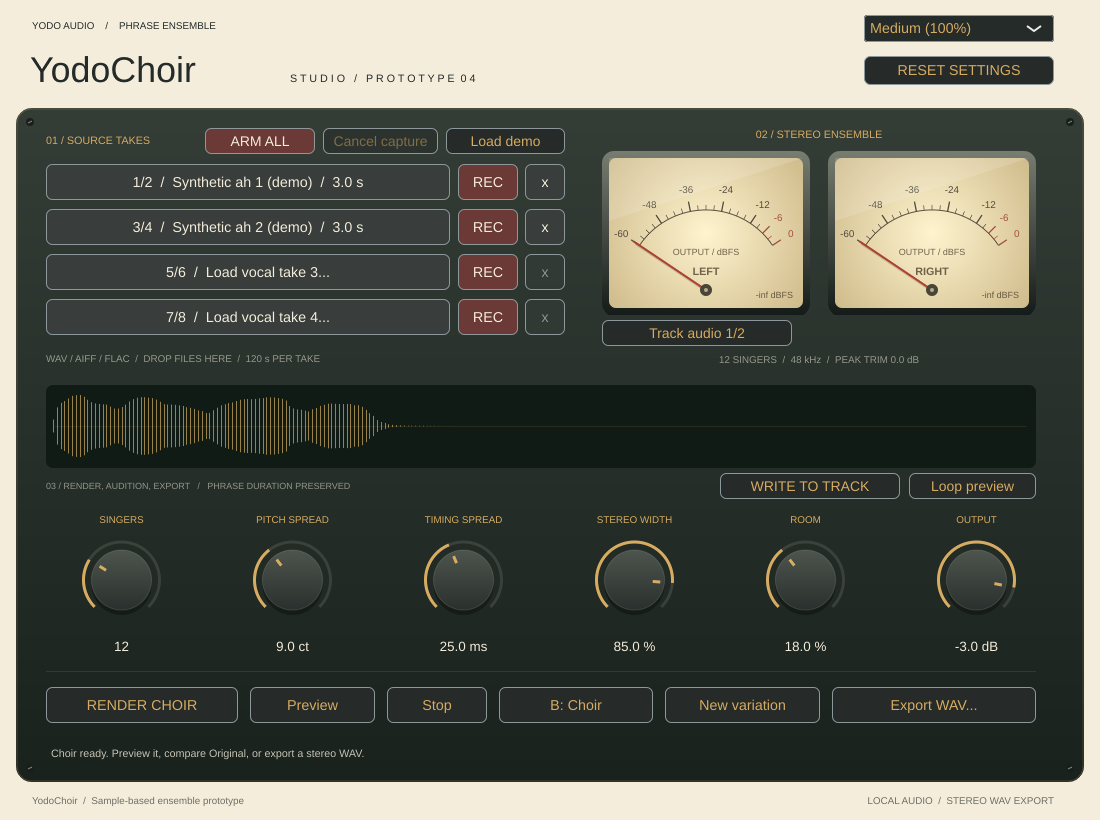 YODO AUDIO / PHRASE ENSEMBLE
Medium (100%)
YodoChoir
STUDIO / PROTOTYPE 04
RESET SETTINGS
01 / SOURCE TAKES
ARM ALL
Cancel capture
Load demo
1/2 / Synthetic ah 1 (demo) / 3.0 s
REC
x
3/4 / Synthetic ah 2 (demo) / 3.0 s
REC
x
5/6 / Load vocal take 3...
REC
x
7/8 / Load vocal take 4...
REC
x
WAV / AIFF / FLAC / DROP FILES HERE / 120 s PER TAKE
02 / STEREO ENSEMBLE
-60 -48 -36 -24 -12 -6 0
OUTPUT / dBFS
LEFT
-inf dBFS
-60 -48 -36 -24 -12 -6 0
OUTPUT / dBFS
RIGHT
-inf dBFS
Track audio 1/2
12 SINGERS / 48 kHz / PEAK TRIM 0.0 dB
03 / RENDER, AUDITION, EXPORT / PHRASE DURATION PRESERVED
WRITE TO TRACK
Loop preview
SINGERS
PITCH SPREAD
TIMING SPREAD
STEREO WIDTH
ROOM
OUTPUT
12
9.0 ct
25.0 ms
85.0 %
18.0 %
-3.0 dB
RENDER CHOIR
Preview
Stop
B: Choir
New variation
Export WAV...
Choir ready. Preview it, compare Original, or export a stereo WAV.
YodoChoir / Sample-based ensemble prototype
LOCAL AUDIO / STEREO WAV EXPORT